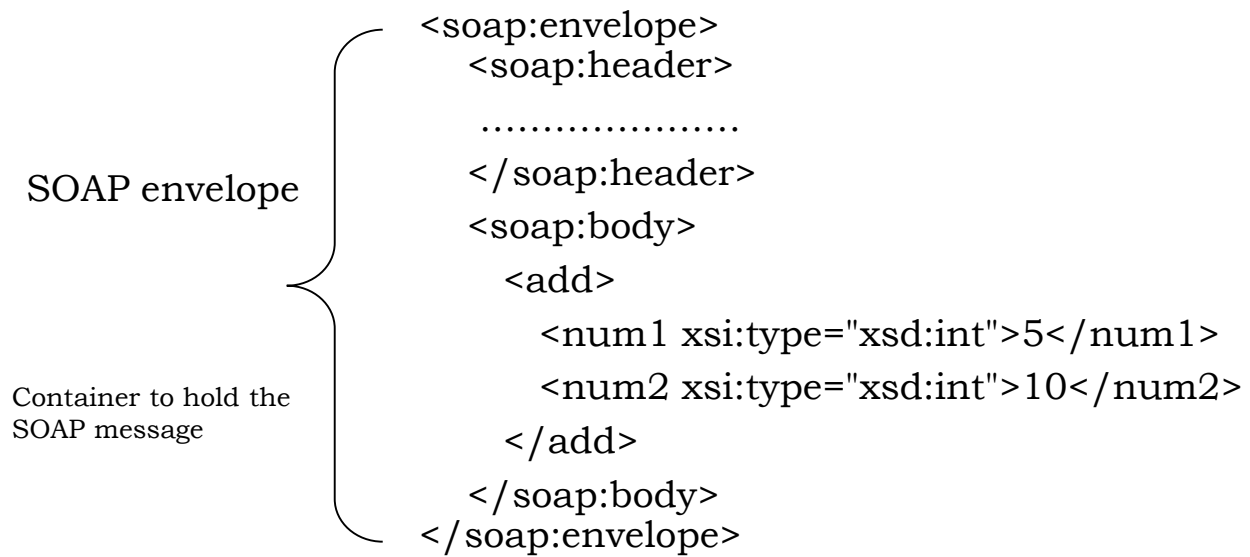 SOAP envelope
Container to hold the
SOAP message
<soap:envelope>
<soap:header>
.....................
</soap:header>
<soap:body>
<add>
<num1 xsi:type="xsd:int">5</num1>
<num2 xsi:type="xsd:int">10</num2>
</add>
</soap:body>
</soap:envelope>